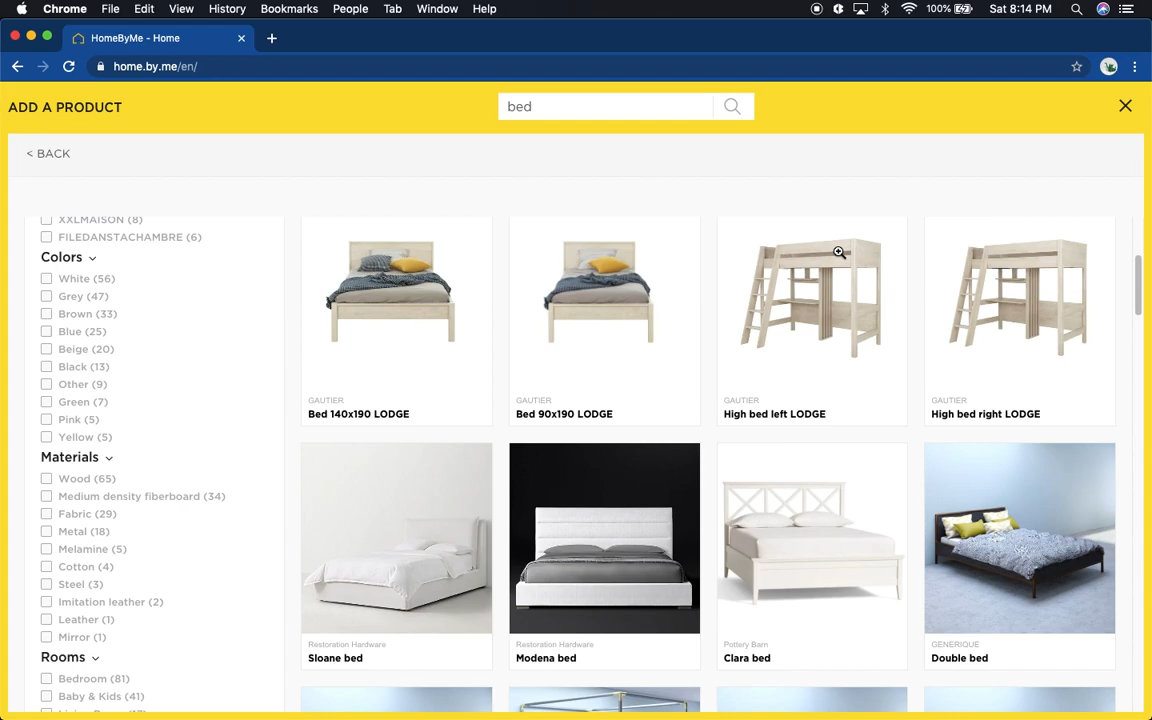 Chrome File Edit View History Bookmarks People Tab Window Help 100% Sat 8:14 PM
HomeByMe - Home
home.by.me/en/
ADD A PRODUCT
bed
< BACK
XXLMAISON (8)
FILEDANSTACHAMBRE (6)
Colors
White (56)
Grey (47)
Brown (33)
Blue (25)
Beige (20)
Black (13)
Other (9)
Green (7)
Pink (5)
Yellow (5)
Materials
Wood (65)
Medium density fiberboard (34)
Fabric (29)
Metal (18)
Melamine (5)
Cotton (4)
Steel (3)
Imitation leather (2)
Leather (1)
Mirror (1)
Rooms
Bedroom (81)
Baby & Kids (41)
GAUTIER
Bed 140x190 LODGE
GAUTIER
Bed 90x190 LODGE
GAUTIER
High bed left LODGE
GAUTIER
High bed right LODGE
Restoration Hardware
Sloane bed
Restoration Hardware
Modena bed
Pottery Barn
Clara bed
GENERIQUE
Double bed